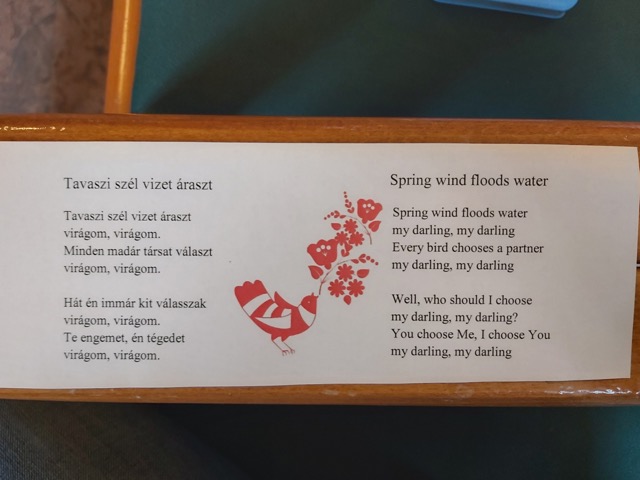 Tavaszi szél vizet áraszt
Tavaszi szél vizet áraszt
virágom, virágom.
Minden madár társat választ
virágom, virágom.
Hát én immár kit válasszak
virágom, virágom.
Te engemet, én tégedet
virágom, virágom.
Spring wind floods water
Spring wind floods water
my darling, my darling
Every bird chooses a partner
my darling, my darling
Well, who should I choose
my darling, my darling?
You choose Me, I choose You
my darling, my darling